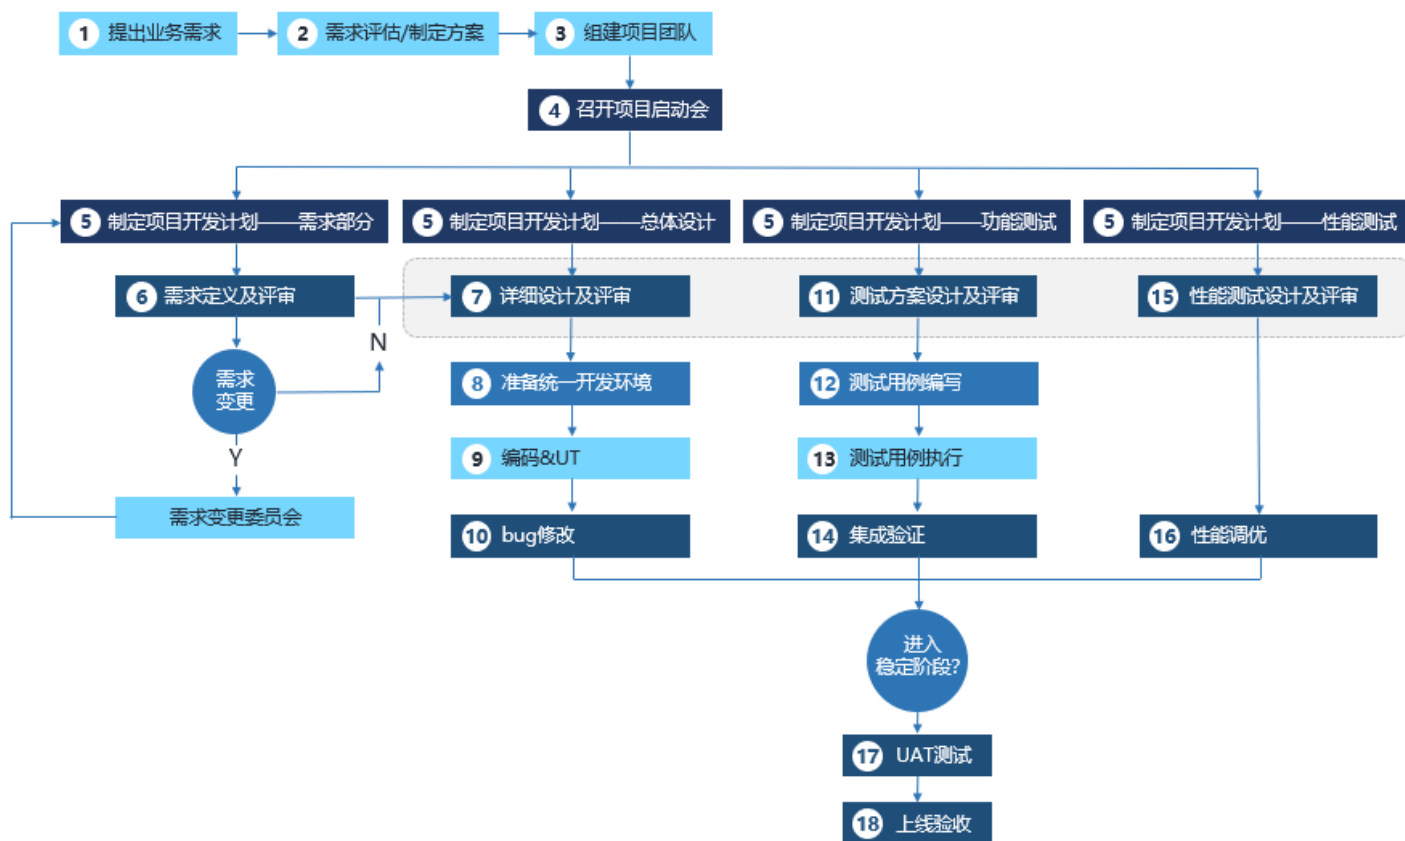 1 提出业务需求
2 需求评估/制定方案
3 组建项目团队
4 召开项目启动会
5 制定项目开发计划——需求部分
5 制定项目开发计划——总体设计
5 制定项目开发计划——功能测试
5 制定项目开发计划——性能测试
6 需求定义及评审
7 详细设计及评审
11 测试方案设计及评审
15 性能测试设计及评审
N
需求
变更
8 准备统一开发环境
12 测试用例编写
Y
9 编码&UT
13 测试用例执行
需求变更委员会
10 bug修改
14 集成验证
16 性能调优
进入
稳定阶段?
17 UAT测试
18 上线验收